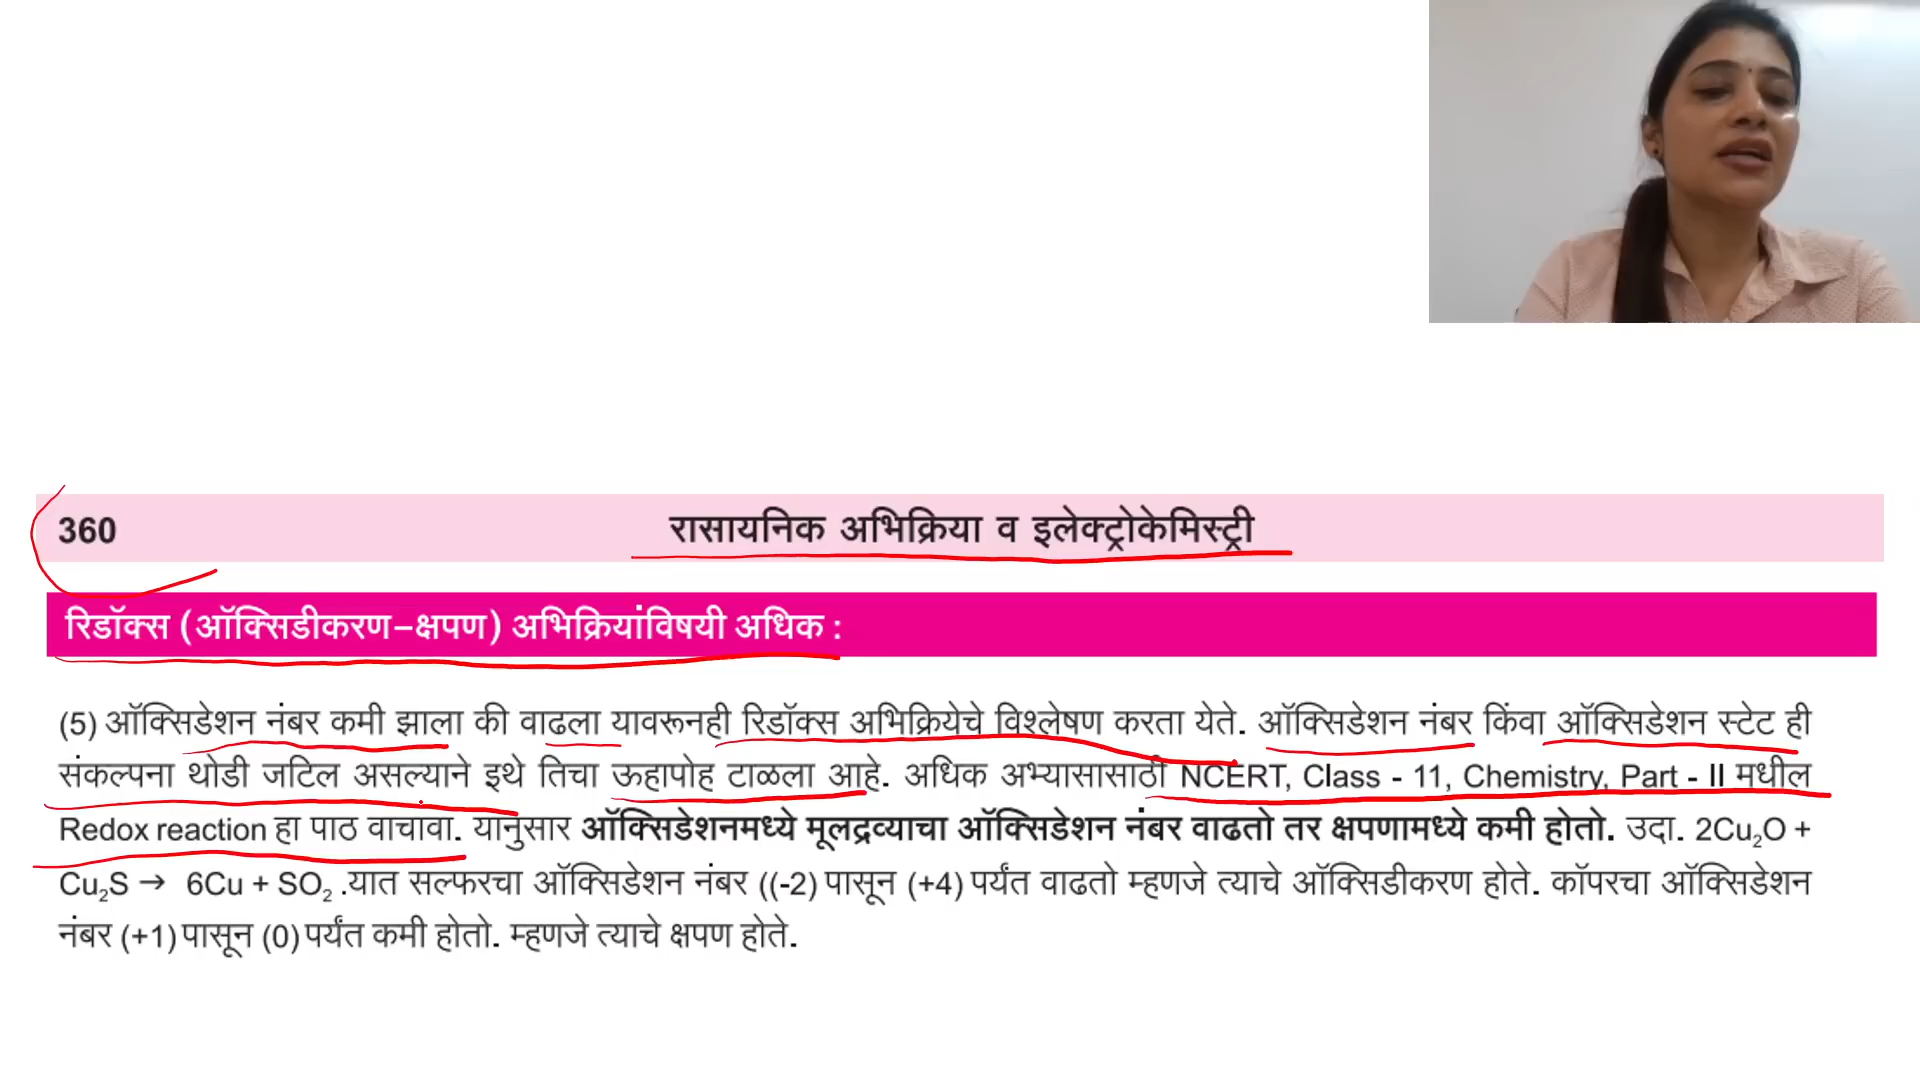 360
रासायनिक अभिक्रिया व इलेक्ट्रोकेमिस्ट्री
रिडॉक्स (ऑक्सिडीकरण–क्षपण) अभिक्रियांविषयी अधिक :
(5) ऑक्सिडेशन नंबर कमी झाला की वाढला यावरूनही रिडॉक्स अभिक्रियेचे विश्लेषण करता येते. ऑक्सिडेशन नंबर किंवा ऑक्सिडेशन स्टेट ही
संकल्पना थोडी जटिल असल्याने इथे तिचा ऊहापोह टाळला आहे. अधिक अभ्यासासाठी NCERT, Class - 11, Chemistry, Part - II मधील
Redox reaction हा पाठ वाचावा. यानुसार ऑक्सिडेशनमध्ये मूलद्रव्याचा ऑक्सिडेशन नंबर वाढतो तर क्षपणामध्ये कमी होतो. उदा. 2Cu₂O +
Cu₂S → 6Cu + SO₂ .यात सल्फरचा ऑक्सिडेशन नंबर ((-2) पासून (+4) पर्यंत वाढतो म्हणजे त्याचे ऑक्सिडीकरण होते. कॉपरचा ऑक्सिडेशन
नंबर (+1) पासून (0) पर्यंत कमी होतो. म्हणजे त्याचे क्षपण होते.